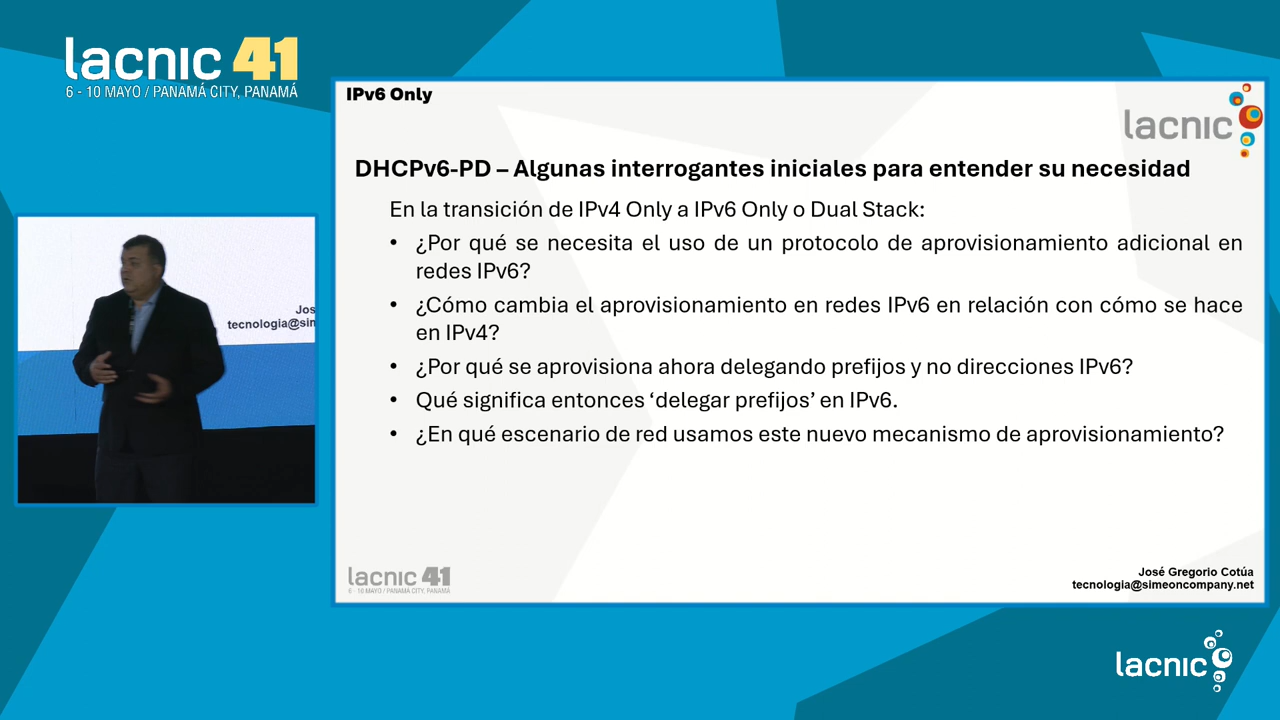 lacnic 41
6 - 10 MAYO / PANAMÁ CITY, PANAMÁ
IPv6 Only
lacnic
DHCPv6-PD – Algunas interrogantes iniciales para entender su necesidad
En la transición de IPv4 Only a IPv6 Only o Dual Stack:
• ¿Por qué se necesita el uso de un protocolo de aprovisionamiento adicional en
redes IPv6?
• ¿Cómo cambia el aprovisionamiento en redes IPv6 en relación con cómo se hace
en IPv4?
• ¿Por qué se aprovisiona ahora delegando prefijos y no direcciones IPv6?
• Qué significa entonces ‘delegar prefijos’ en IPv6.
• ¿En qué escenario de red usamos este nuevo mecanismo de aprovisionamiento?
Jos
tecnologia@sim
lacnic 41
6 - 10 MAYO / PANAMÁ CITY, PANAMÁ
José Gregorio Cotúa
tecnologia@simeoncompany.net
lacnic